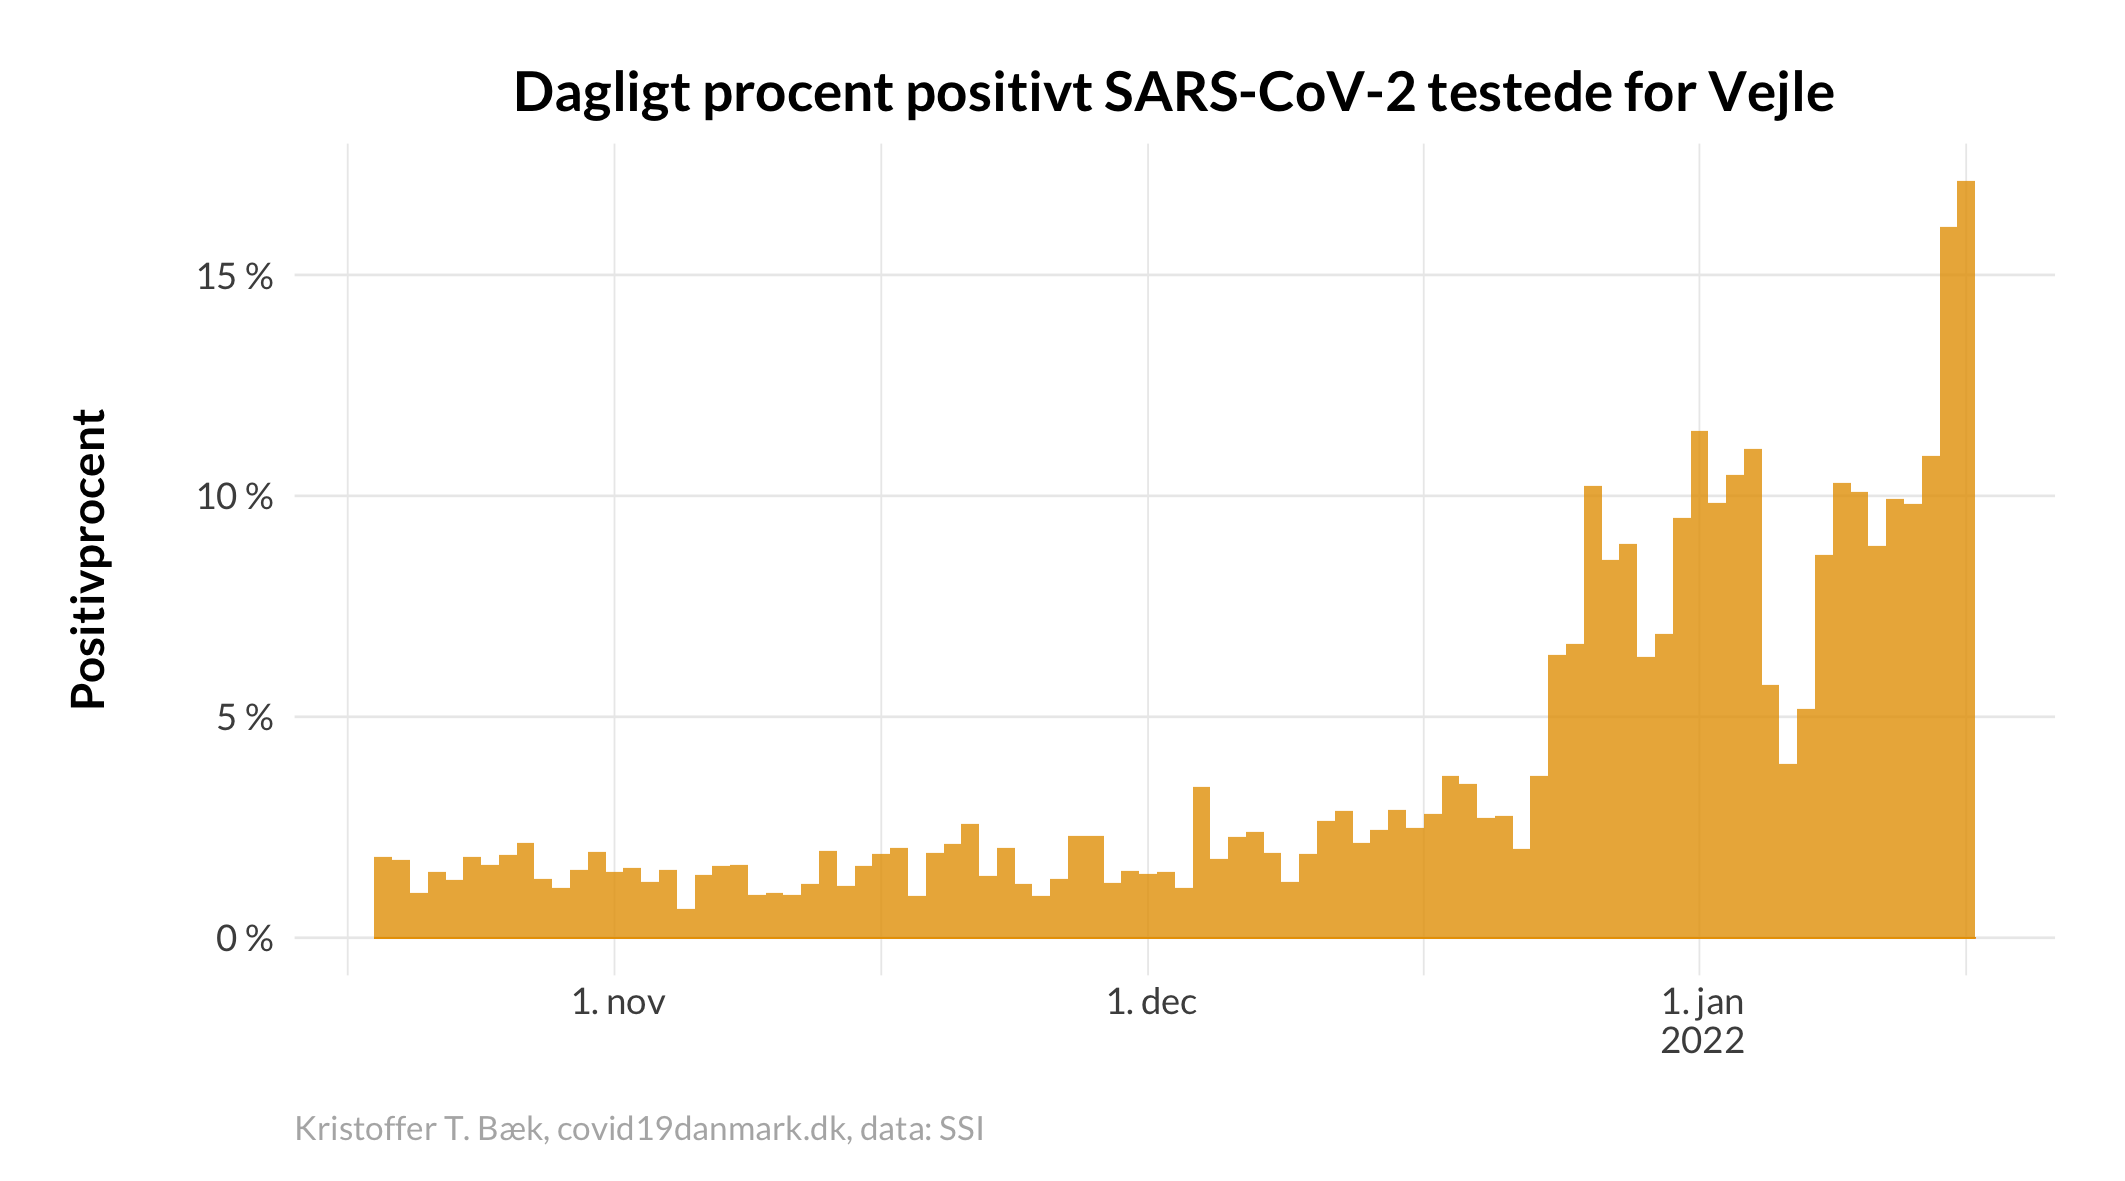 Dagligt procent positivt SARS-CoV-2 testede for Vejle
Positivprocent
15 %
10 %
5 %
0 %
1. nov
1. dec
1. jan
2022
Kristoffer T. Bæk, covid19danmark.dk, data: SSI